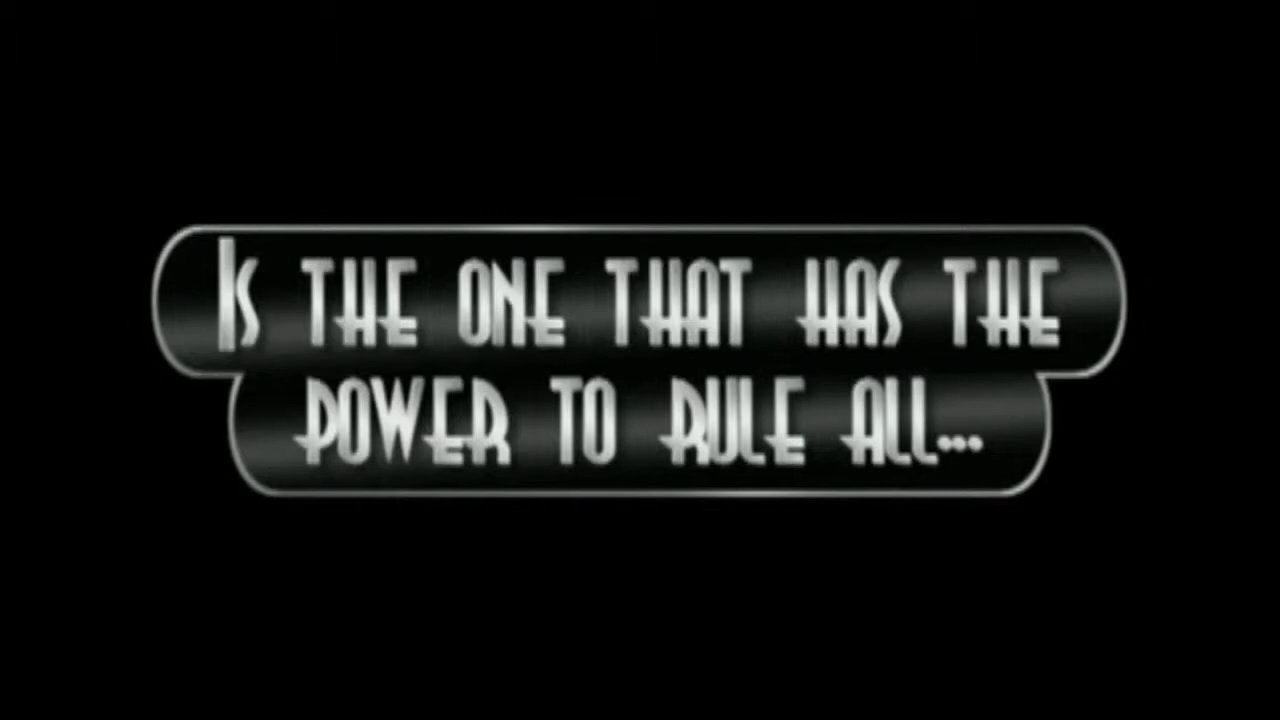 Is the one that has the
power to rule all...